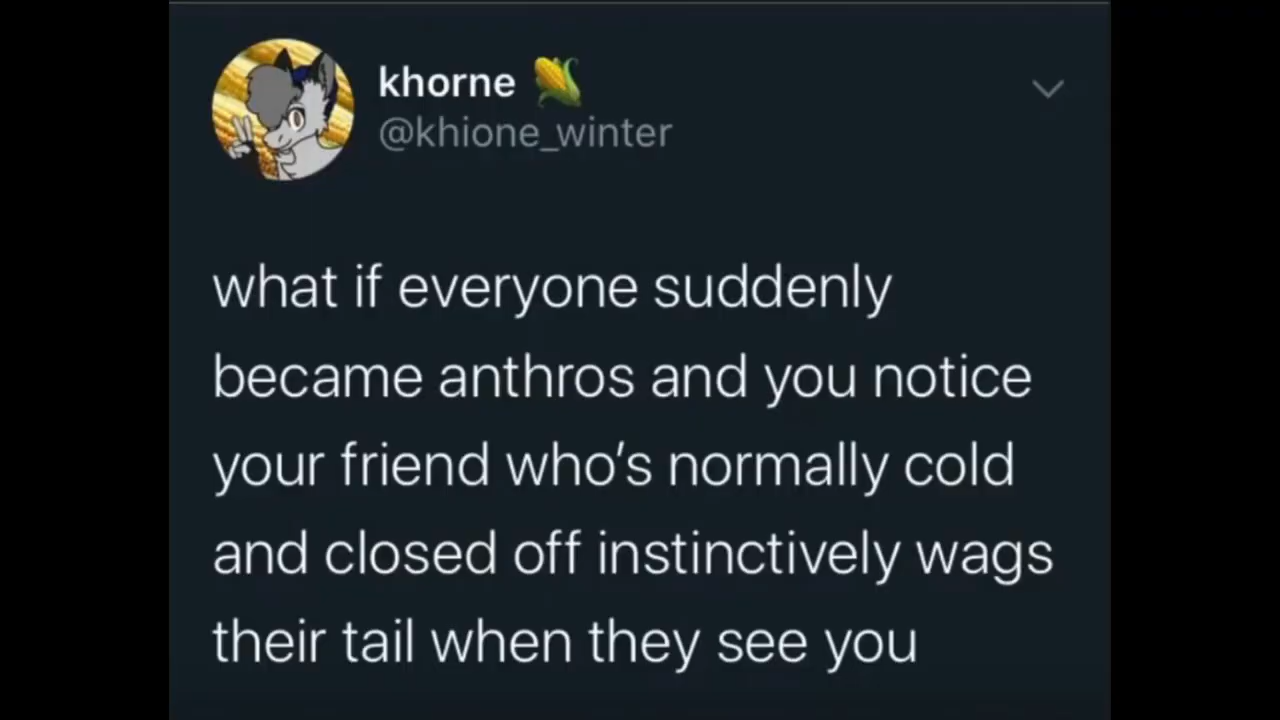 khorne 🌽
@khione_winter
what if everyone suddenly
became anthros and you notice
your friend who's normally cold
and closed off instinctively wags
their tail when they see you